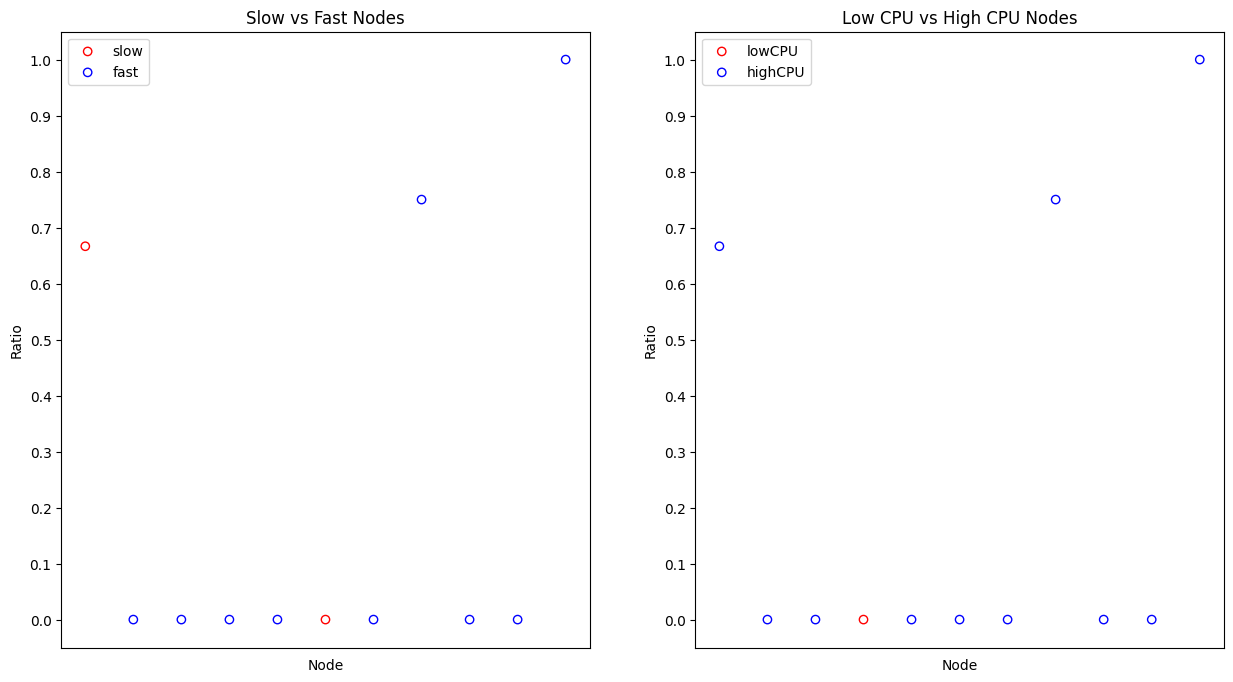 Slow vs Fast Nodes
slow
fast
1.0
0.9
0.8
0.7
0.6
0.5
0.4
0.3
0.2
0.1
0.0
Ratio
Node
Low CPU vs High CPU Nodes
lowCPU
highCPU
1.0
0.9
0.8
0.7
0.6
0.5
0.4
0.3
0.2
0.1
0.0
Ratio
Node